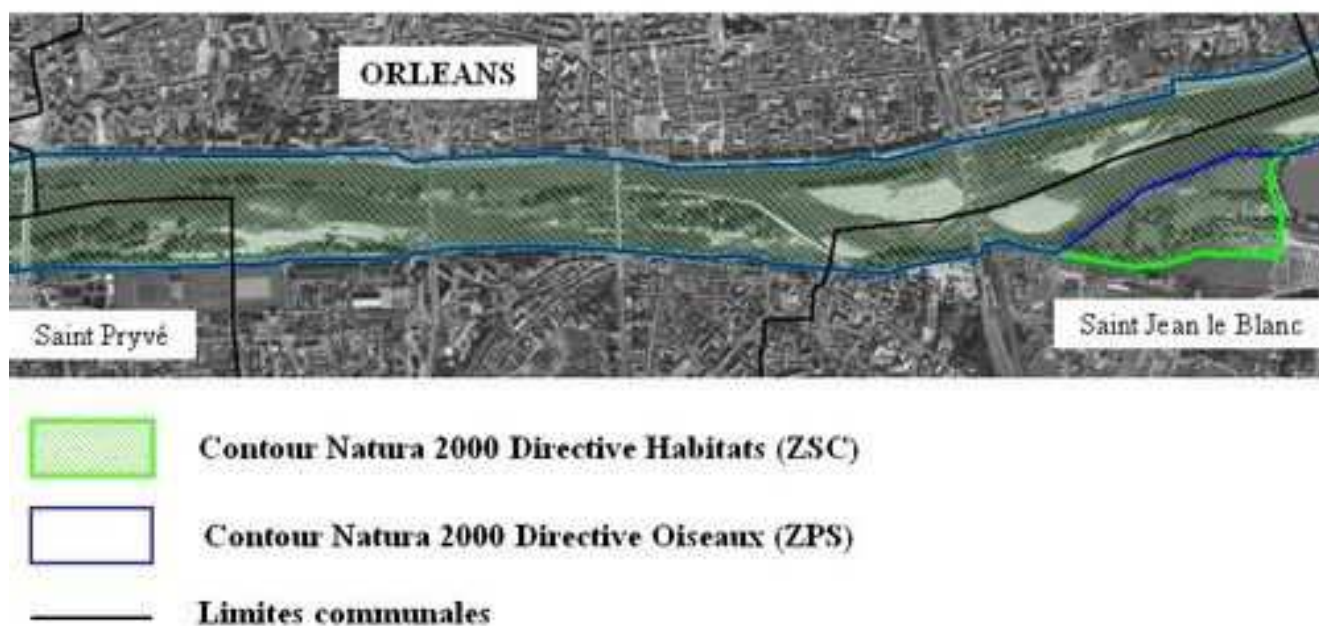 ORLEANS
Saint Pryvé
Saint Jean le Blanc
Contour Natura 2000 Directive Habitats (ZSC)
Contour Natura 2000 Directive Oiseaux (ZPS)
Limites communales